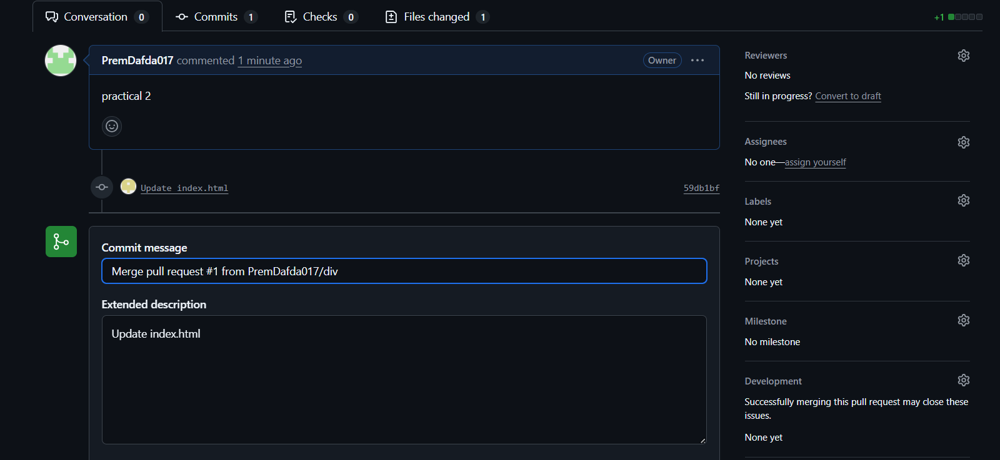 Conversation 0 Commits 1 Checks 0 Files changed 1 +1
PremDafda017 commented 1 minute ago Owner
practical 2
Update index.html 59db1bf
Commit message
Merge pull request #1 from PremDafda017/div
Extended description
Update index.html
Reviewers
No reviews
Still in progress? Convert to draft
Assignees
No one—assign yourself
Labels
None yet
Projects
None yet
Milestone
No milestone
Development
Successfully merging this pull request may close these
issues.
None yet